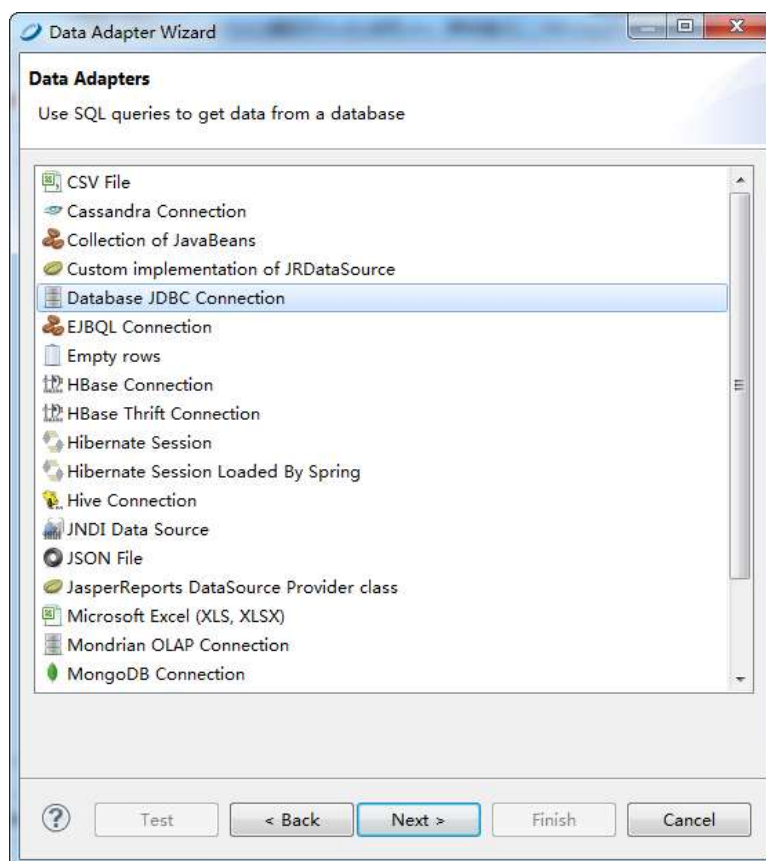 Data Adapter Wizard
Data Adapters
Use SQL queries to get data from a database
CSV File
Cassandra Connection
Collection of JavaBeans
Custom implementation of JRDataSource
Database JDBC Connection
EJBQL Connection
Empty rows
HBase Connection
HBase Thrift Connection
Hibernate Session
Hibernate Session Loaded By Spring
Hive Connection
JNDI Data Source
JSON File
JasperReports DataSource Provider class
Microsoft Excel (XLS, XLSX)
Mondrian OLAP Connection
MongoDB Connection
? Test < Back Next > Finish Cancel